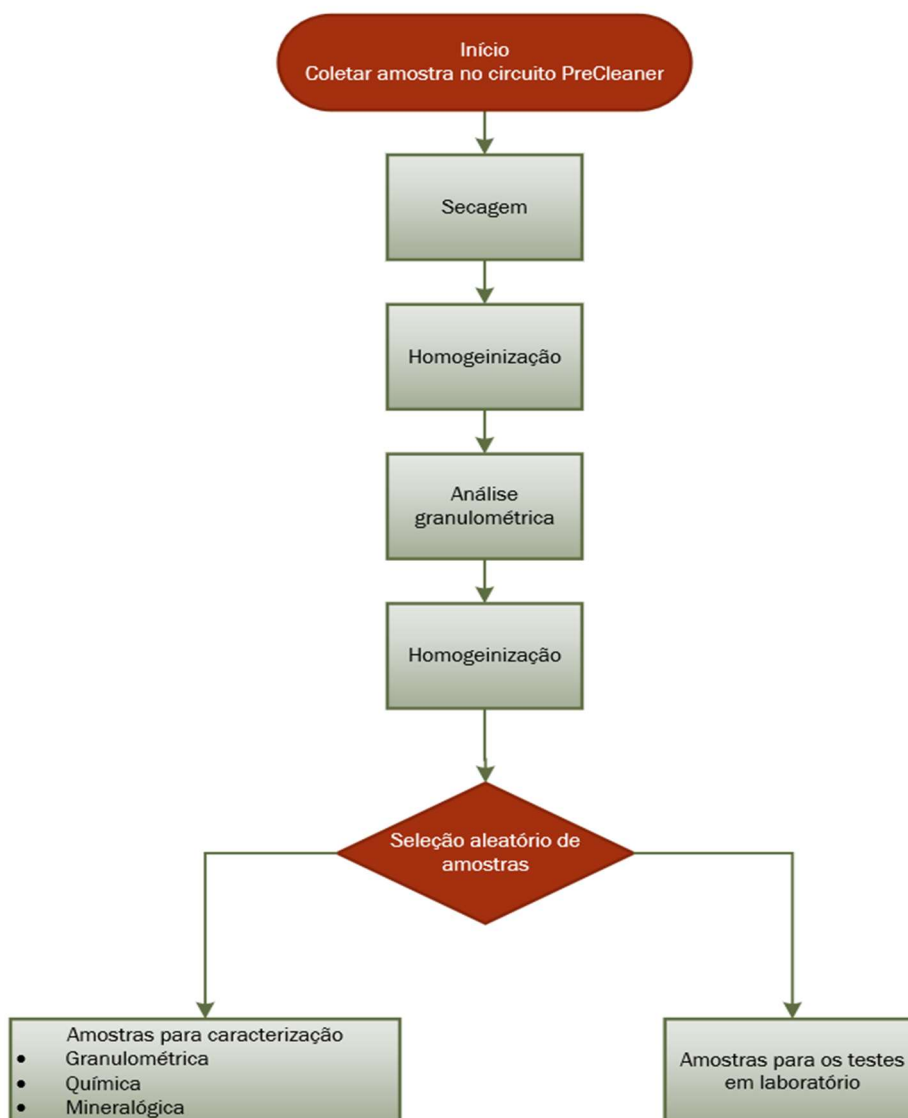 Início
Coletar amostra no circuito PreCleaner
Secagem
Homogeinização
Análise
granulométrica
Homogeinização
Seleção aleatório de
amostras
Amostras para caracterização
• Granulométrica
• Química
• Mineralógica
Amostras para os testes
em laboratório